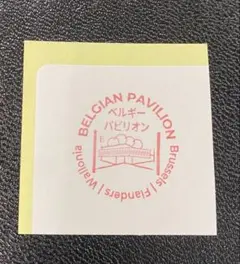 BELGIAN PAVILION
ベルギー
パビリオン
Brussels | Flanders | Wallonia